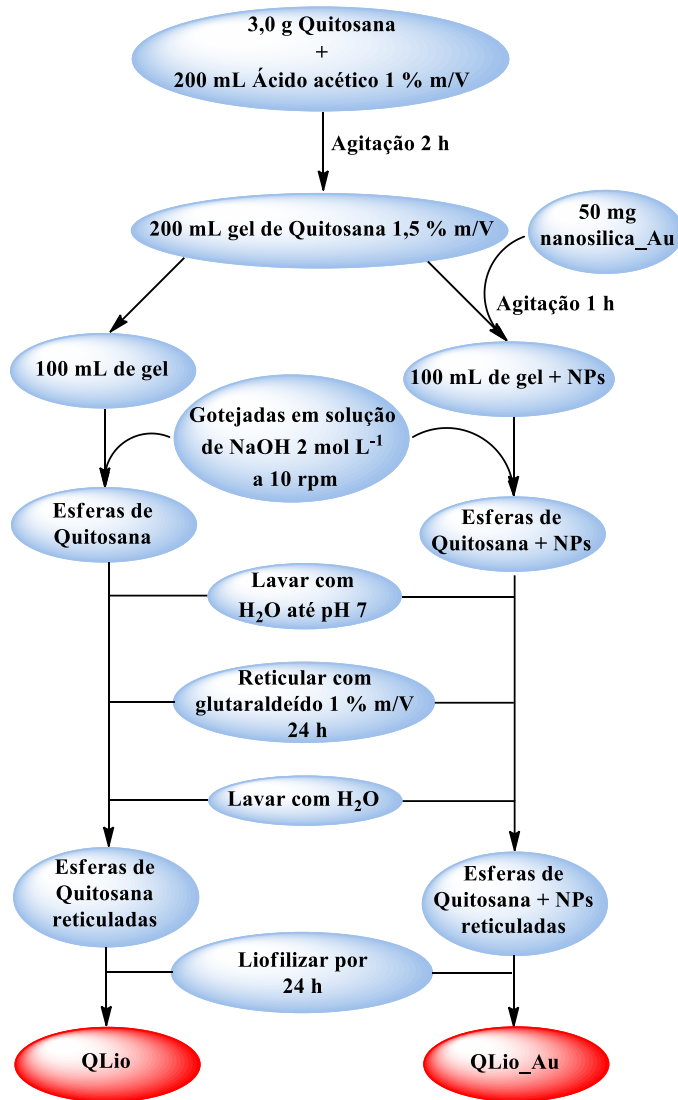 3,0 g Quitosana
+
200 mL Ácido acético 1 % m/V
Agitação 2 h
200 mL gel de Quitosana 1,5 % m/V
50 mg
nanosilica_Au
Agitação 1 h
100 mL de gel
100 mL de gel + NPs
Gotejadas em solução
de NaOH 2 mol L⁻¹
a 10 rpm
Esferas de
Quitosana
Esferas de
Quitosana + NPs
Lavar com
H₂O até pH 7
Reticular com
glutaraldeído 1 % m/V
24 h
Lavar com H₂O
Esferas de
Quitosana
reticuladas
Esferas de
Quitosana + NPs
reticuladas
Liofilizar por
24 h
QLio
QLio_Au